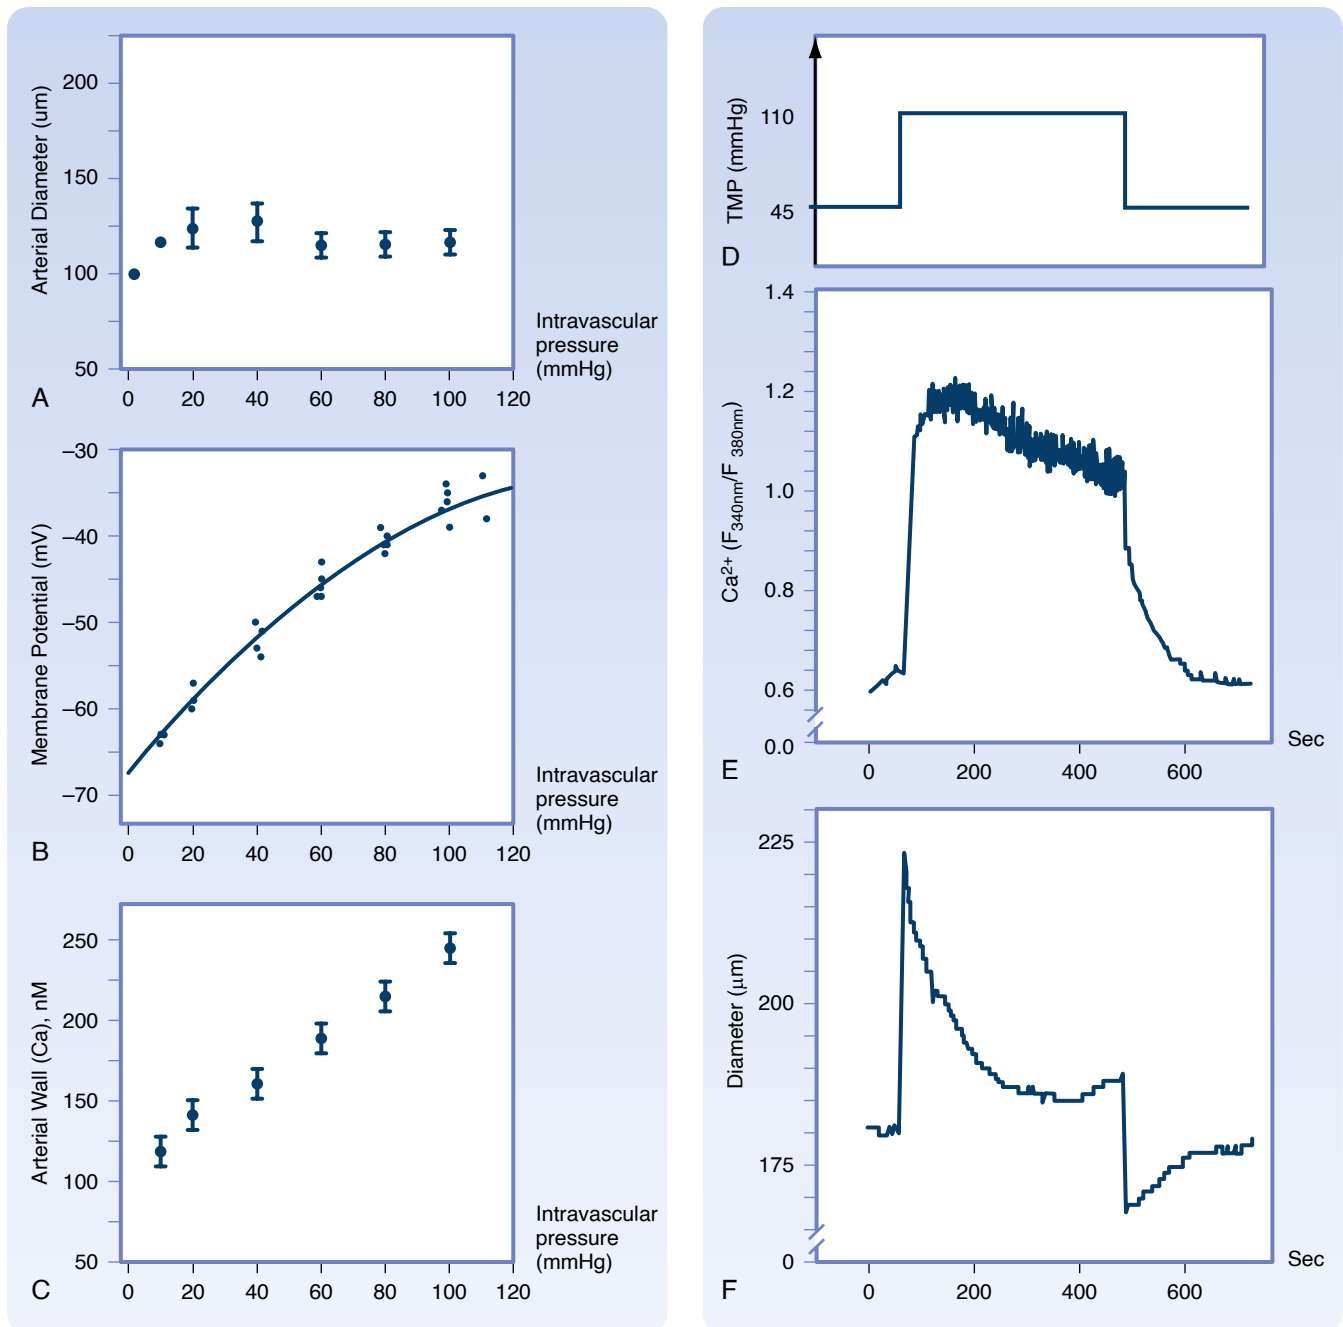 Arterial Diameter (um)
200
150
100
50
0 20 40 60 80 100 120
Intravascular
pressure
(mmHg)
A
Membrane Potential (mV)
–30
–40
–50
–60
–70
0 20 40 60 80 100 120
Intravascular
pressure
(mmHg)
B
Arterial Wall (Ca), nM
250
200
150
100
50
0 20 40 60 80 100 120
Intravascular
pressure
(mmHg)
C
TMP (mmHg)
110
45
D
Ca2+ (F340nm/F 380nm)
1.4
1.2
1.0
0.8
0.6
0.0
0 200 400 600
Sec
E
Diameter (μm)
225
200
175
0
0 200 400 600
Sec
F